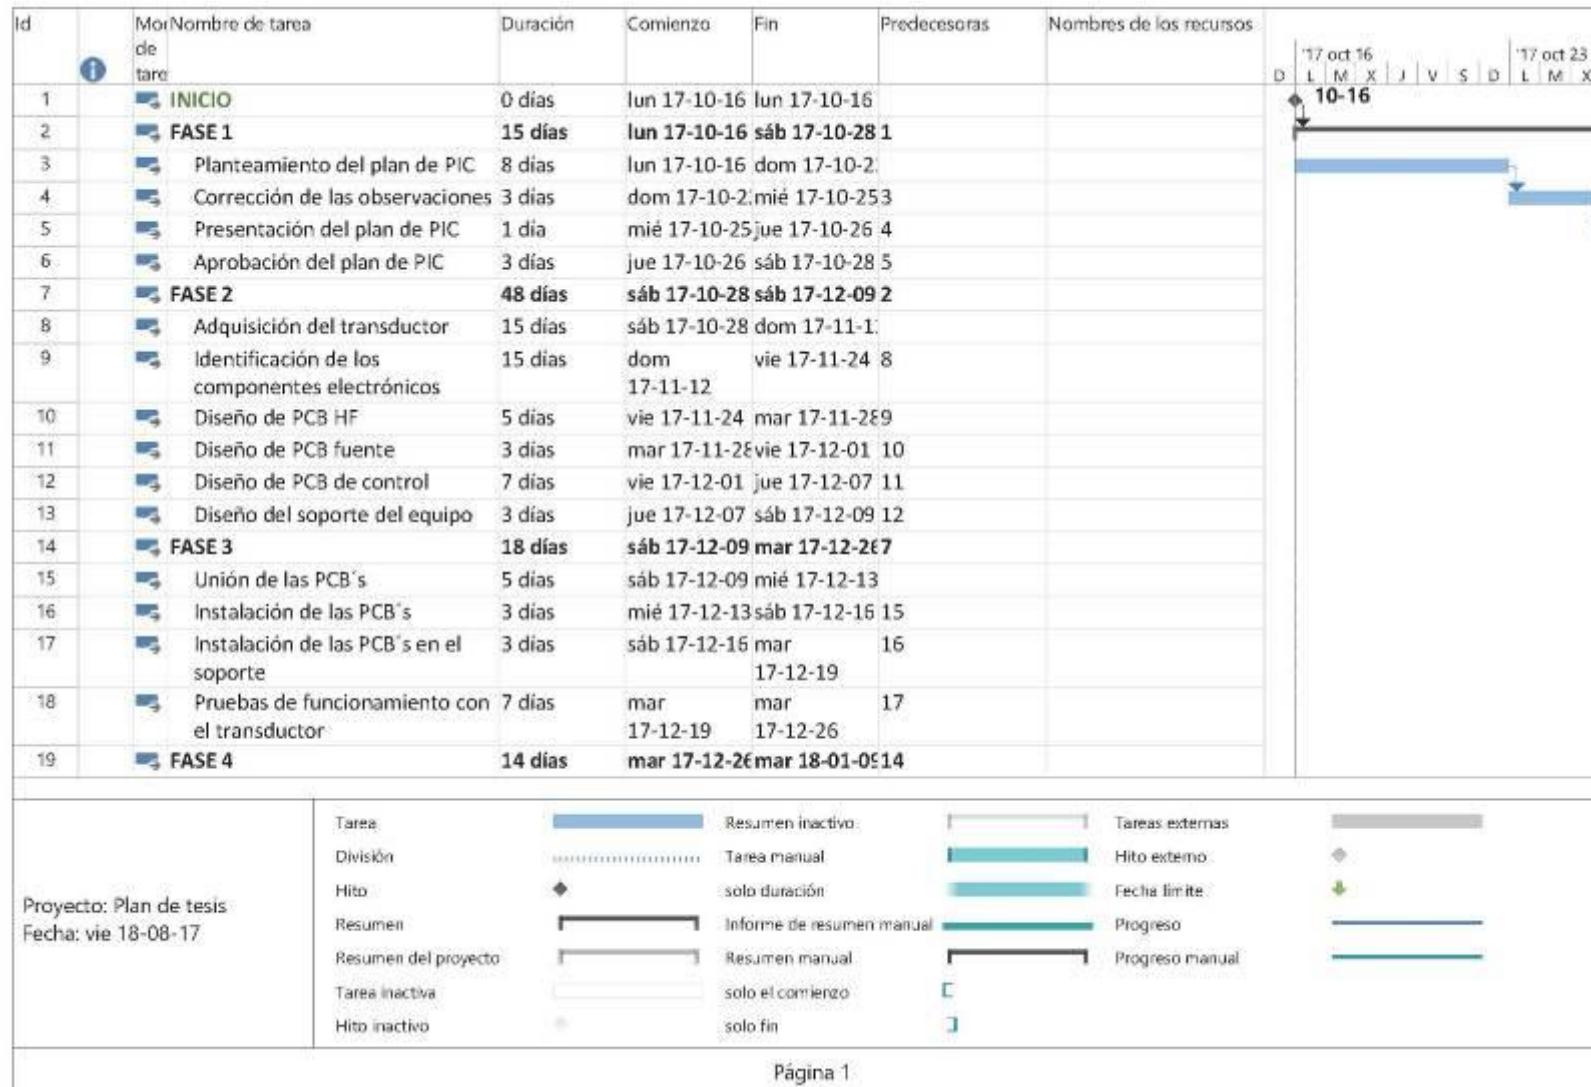 Id Mod Nombre de tarea Duración Comienzo Fin Predecesoras Nombres de los recursos
de
tare
'17 oct 16 '17 oct 23
D L M X J V S D L M X
1 INICIO 0 días lun 17-10-16 lun 17-10-16
10-16
2 FASE 1 15 días lun 17-10-16 sáb 17-10-28 1
3 Planteamiento del plan de PIC 8 días lun 17-10-16 dom 17-10-2
4 Corrección de las observaciones 3 días dom 17-10-2 mié 17-10-25 3
5 Presentación del plan de PIC 1 día mié 17-10-25 jue 17-10-26 4
6 Aprobación del plan de PIC 3 días jue 17-10-26 sáb 17-10-28 5
7 FASE 2 48 días sáb 17-10-28 sáb 17-12-09 2
8 Adquisición del transductor 15 días sáb 17-10-28 dom 17-11-1
9 Identificación de los 15 días dom vie 17-11-24 8
componentes electrónicos 17-11-12
10 Diseño de PCB HF 5 días vie 17-11-24 mar 17-11-28 9
11 Diseño de PCB fuente 3 días mar 17-11-28 vie 17-12-01 10
12 Diseño de PCB de control 7 días vie 17-12-01 jue 17-12-07 11
13 Diseño del soporte del equipo 3 días jue 17-12-07 sáb 17-12-09 12
14 FASE 3 18 días sáb 17-12-09 mar 17-12-26 7
15 Unión de las PCB´s 5 días sáb 17-12-09 mié 17-12-13
16 Instalación de las PCB´s 3 días mié 17-12-13 sáb 17-12-16 15
17 Instalación de las PCB´s en el 3 días sáb 17-12-16 mar 16
soporte 17-12-19
18 Pruebas de funcionamiento con 7 días mar mar 17
el transductor 17-12-19 17-12-26
19 FASE 4 14 días mar 17-12-26 mar 18-01-09 14
Proyecto: Plan de tesis
Fecha: vie 18-08-17
Tarea Resumen inactivo Tareas externas
División Tarea manual Hito externo
Hito solo duración Fecha límite
Resumen Informe de resumen manual Progreso
Resumen del proyecto Resumen manual Progreso manual
Tarea inactiva solo el comienzo
Hito inactivo solo fin
Página 1